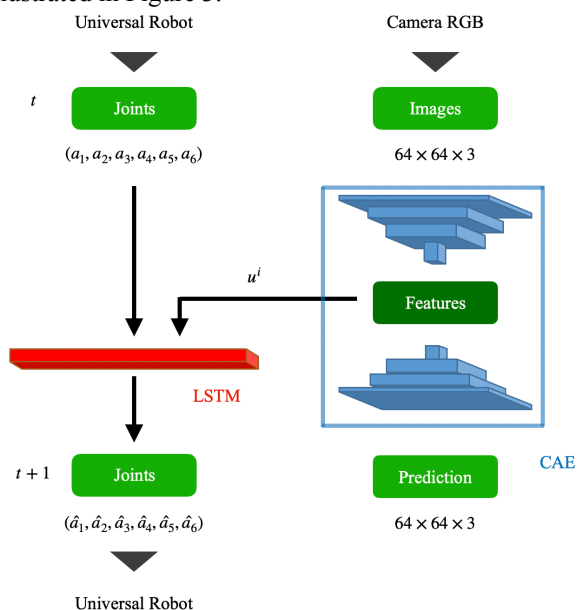 Universal Robot
Camera RGB
t
Joints
Images
(a₁, a₂, a₃, a₄, a₅, a₆)
64 × 64 × 3
uⁱ
Features
LSTM
CAE
t + 1
Joints
Prediction
(â₁, â₂, â₃, â₄, â₅, â₆)
64 × 64 × 3
Universal Robot